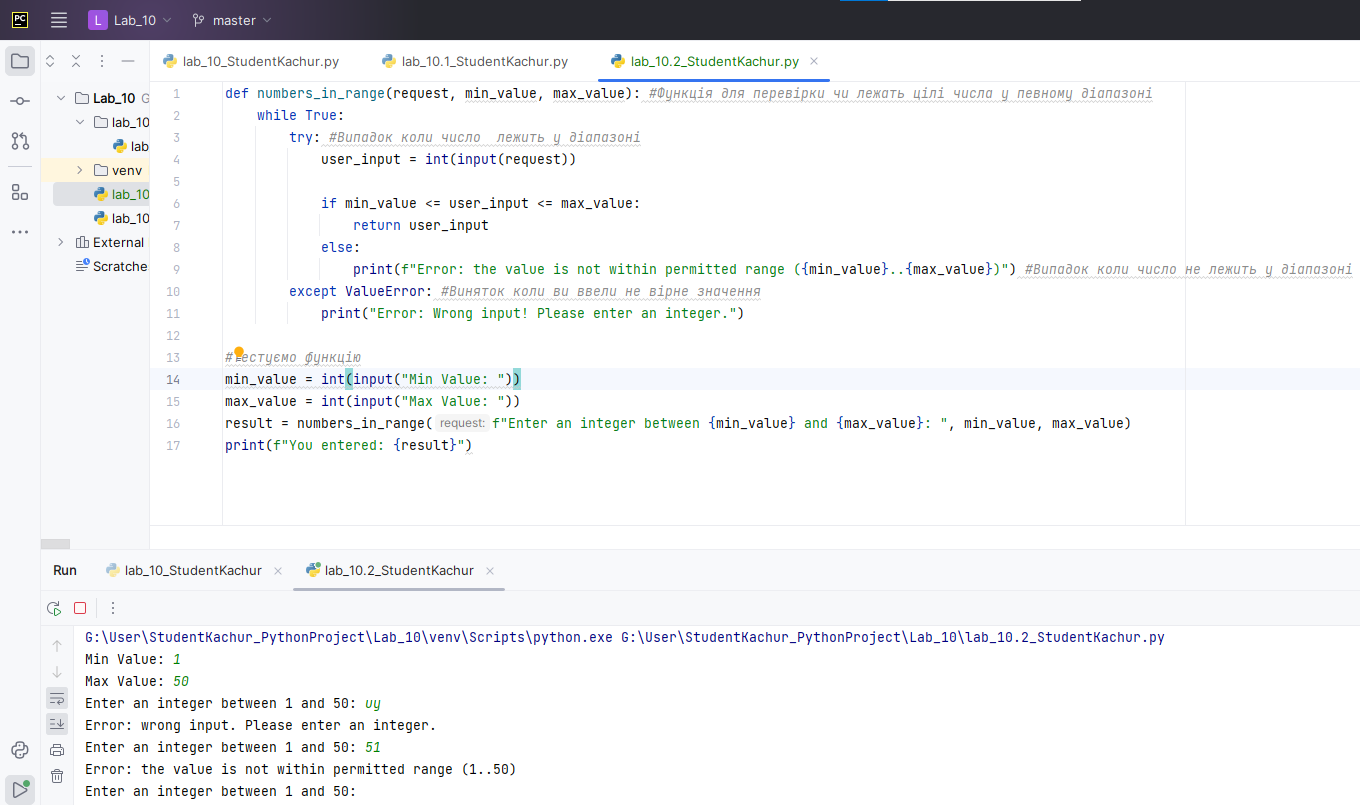 PC L Lab_10 master
lab_10_StudentKachur.py lab_10.1_StudentKachur.py lab_10.2_StudentKachur.py
Lab_10 G
lab_10
lab
venv
lab_10
lab_10
External
Scratche
1 def numbers_in_range(request, min_value, max_value): #Функція для перевірки чи лежать цілі числа у певному діапазоні
2 while True:
3 try: #Випадок коли число лежить у діапазоні
4 user_input = int(input(request))
5
6 if min_value <= user_input <= max_value:
7 return user_input
8 else:
9 print(f"Error: the value is not within permitted range ({min_value}..{max_value})") #Випадок коли число не лежить у діапазоні
10 except ValueError: #Виняток коли ви ввели не вірне значення
11 print("Error: Wrong input! Please enter an integer.")
12
13 #Тестуємо функцію
14 min_value = int(input("Min Value: "))
15 max_value = int(input("Max Value: "))
16 result = numbers_in_range( request: f"Enter an integer between {min_value} and {max_value}: ", min_value, max_value)
17 print(f"You entered: {result}")
Run lab_10_StudentKachur lab_10.2_StudentKachur
G:\User\StudentKachur_PythonProject\Lab_10\venv\Scripts\python.exe G:\User\StudentKachur_PythonProject\Lab_10\lab_10.2_StudentKachur.py
Min Value: 1
Max Value: 50
Enter an integer between 1 and 50: uy
Error: wrong input. Please enter an integer.
Enter an integer between 1 and 50: 51
Error: the value is not within permitted range (1..50)
Enter an integer between 1 and 50: